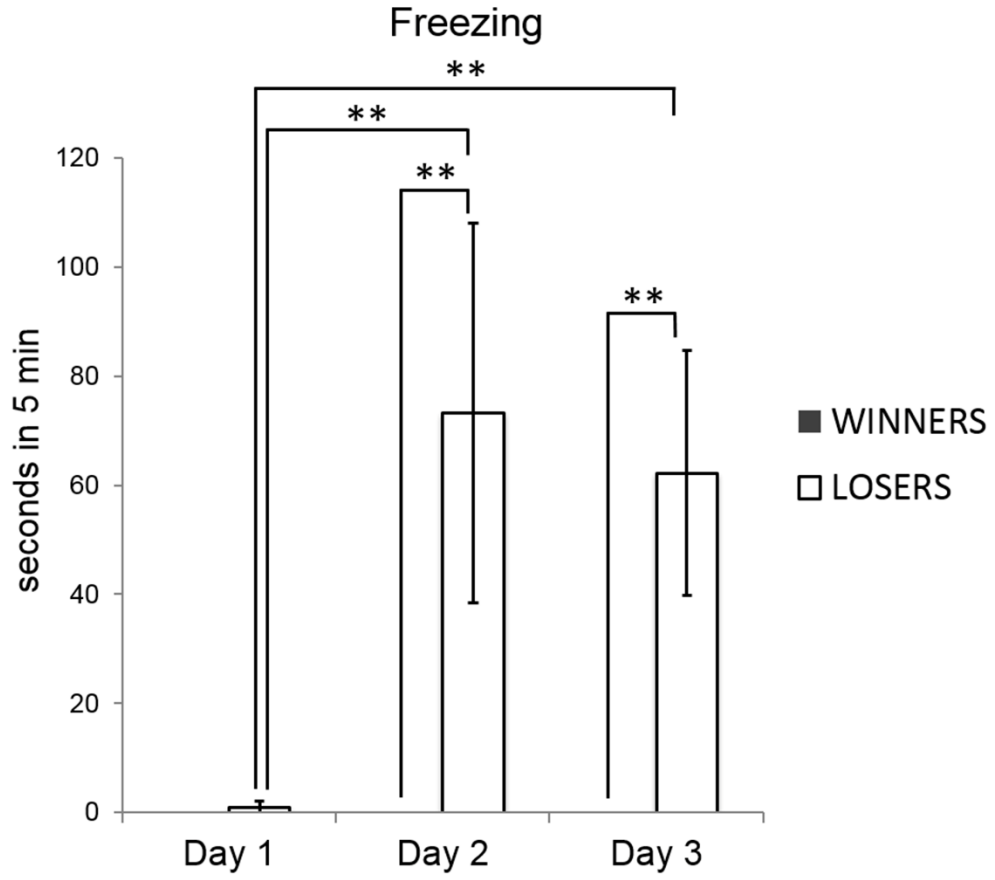 Freezing
**
**
**
**
120
100
80
60
40
20
0
seconds in 5 min
WINNERS
LOSERS
Day 1 Day 2 Day 3